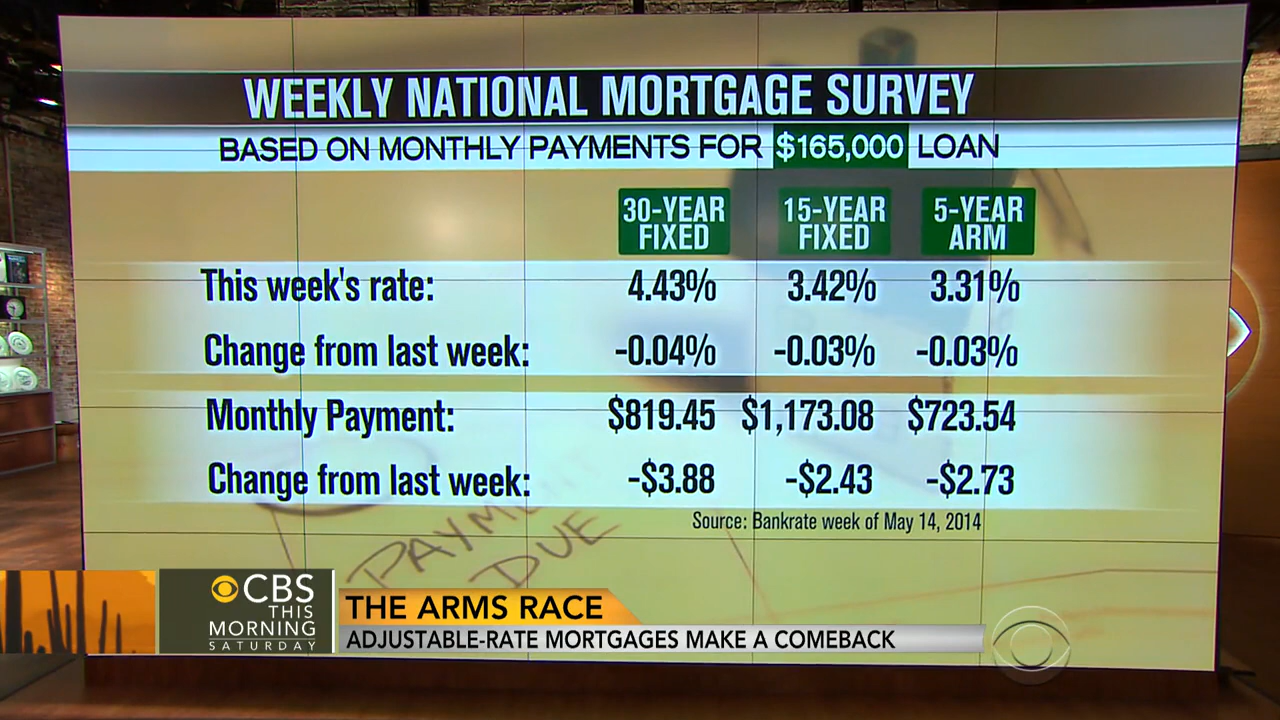 WEEKLY NATIONAL MORTGAGE SURVEY
BASED ON MONTHLY PAYMENTS FOR $165,000 LOAN
30-YEAR FIXED 15-YEAR FIXED 5-YEAR ARM
This week's rate: 4.43% 3.42% 3.31%
Change from last week: -0.04% -0.03% -0.03%
Monthly Payment: $819.45 $1,173.08 $723.54
Change from last week: -$3.88 -$2.43 -$2.73
Source: Bankrate week of May 14, 2014
PAYMENT
DUE
CBS
THIS
MORNING
SATURDAY
THE ARMS RACE
ADJUSTABLE-RATE MORTGAGES MAKE A COMEBACK